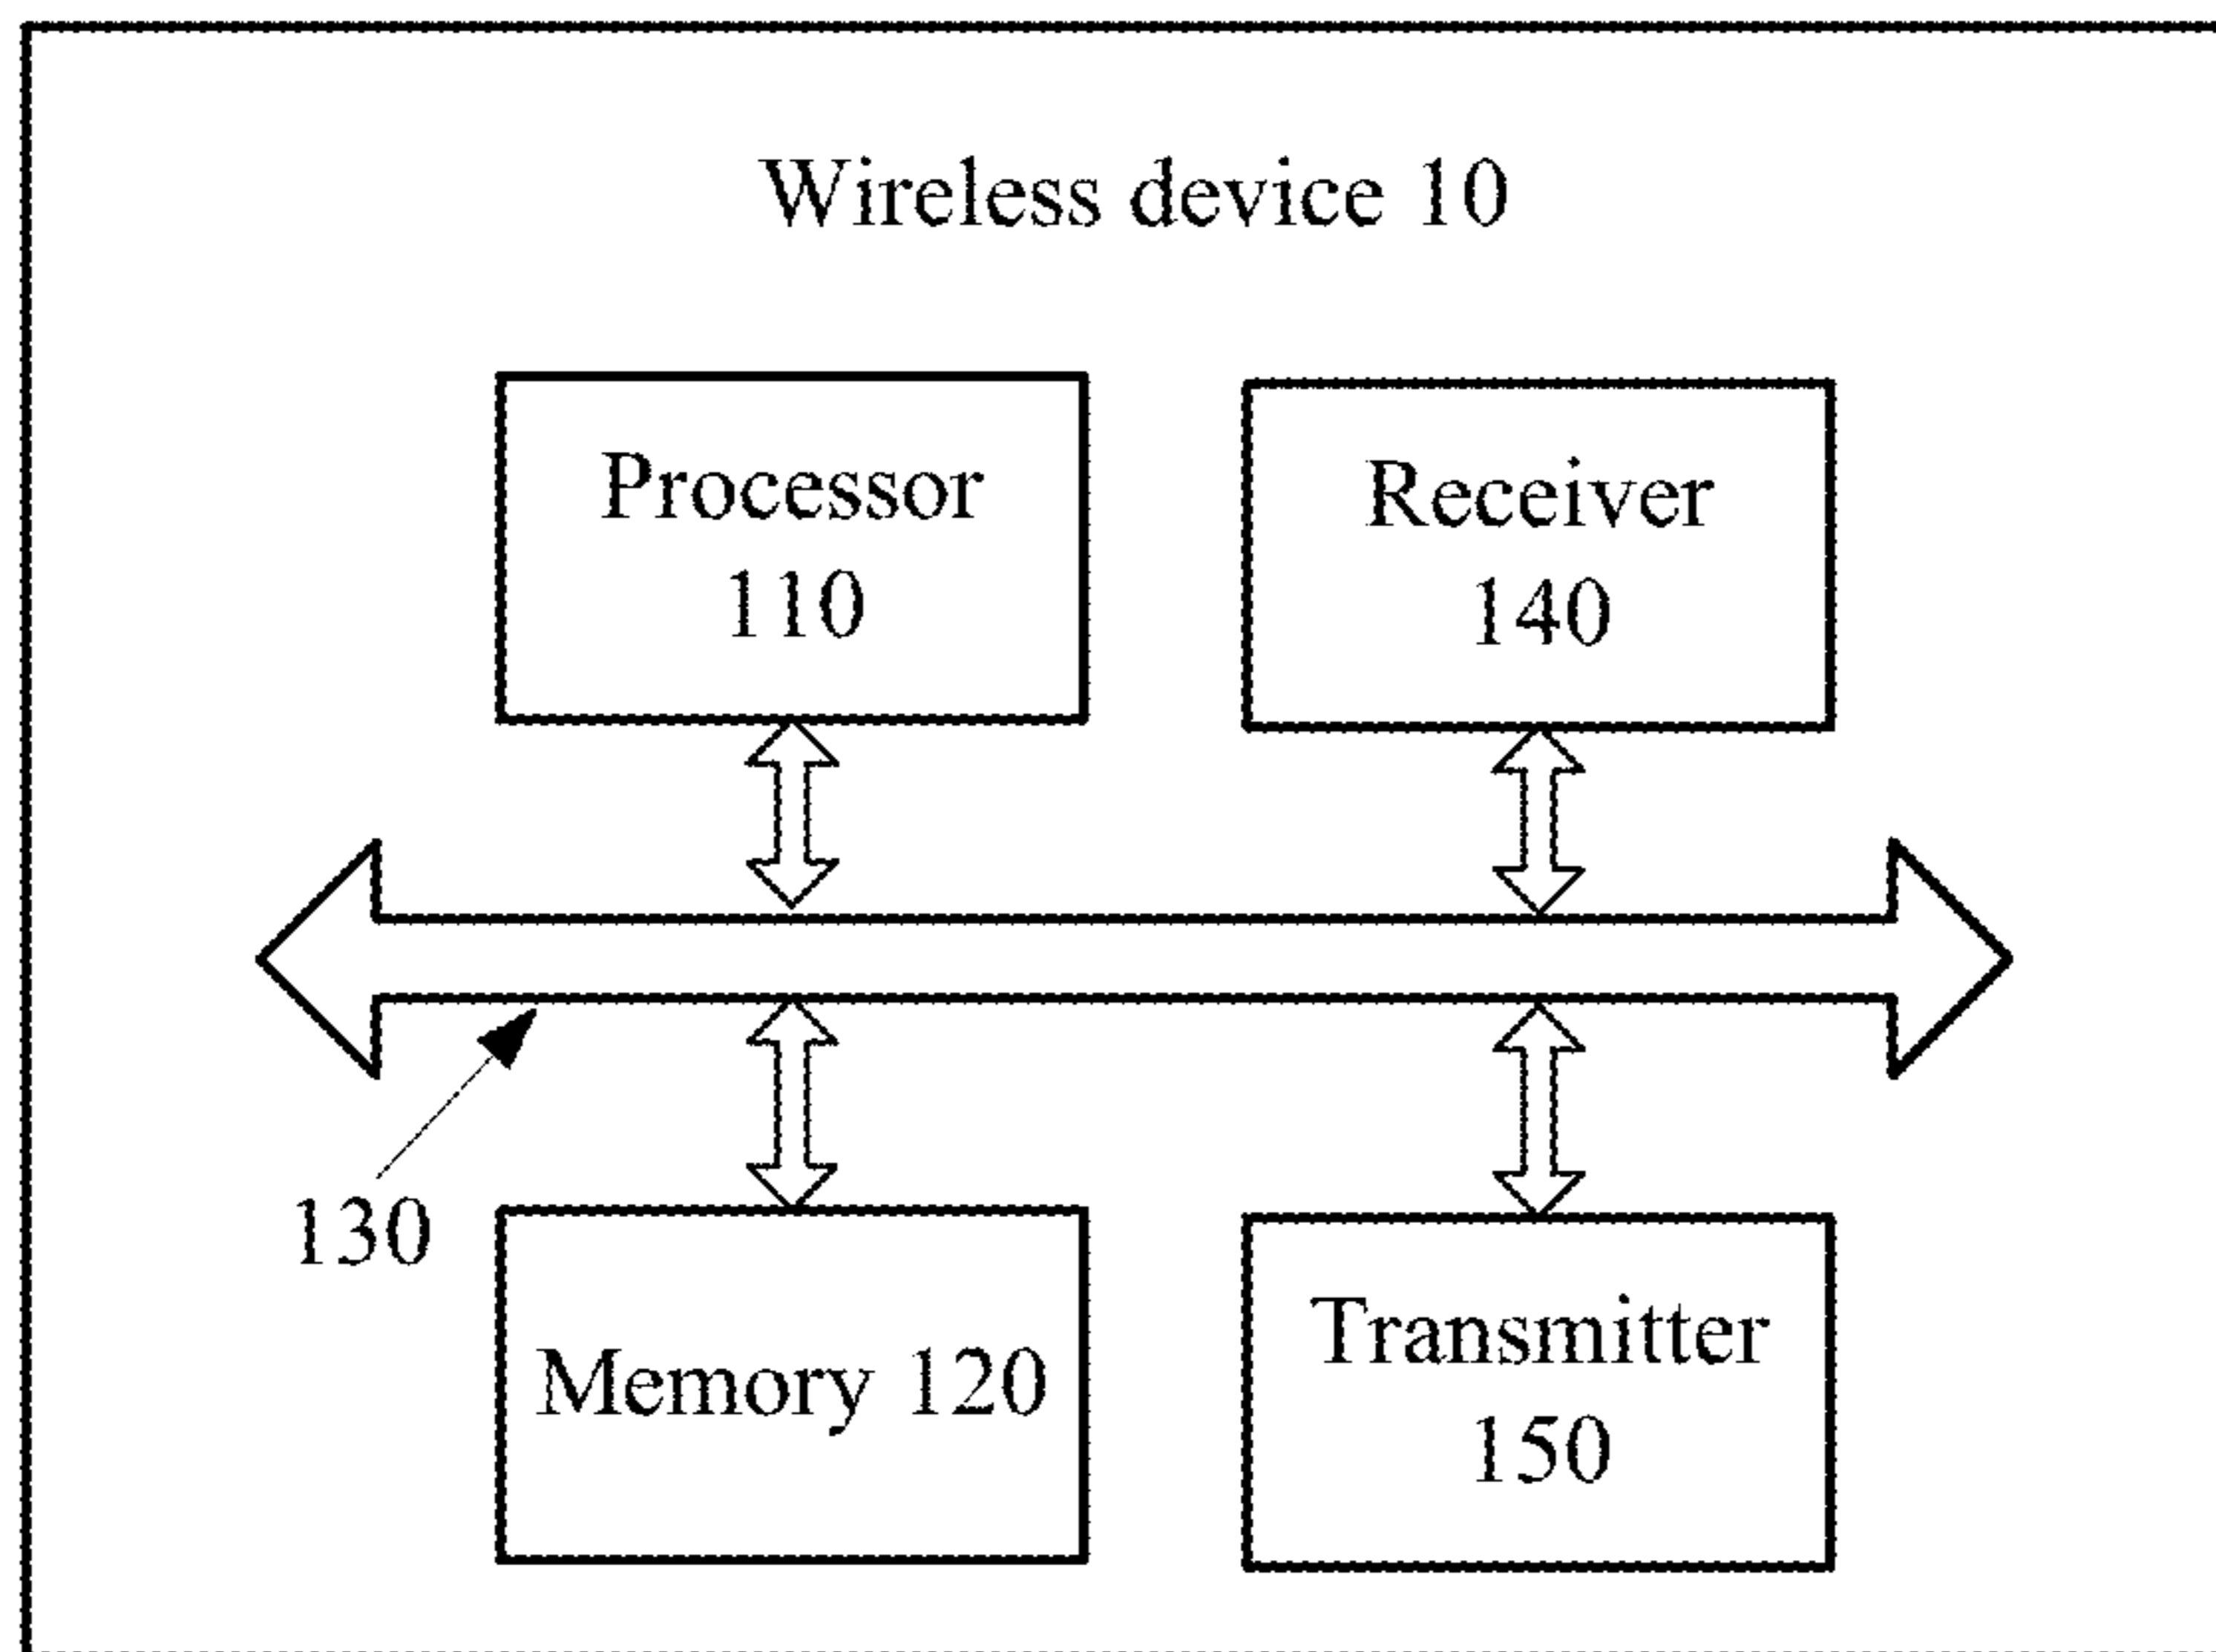 Wireless device 10
Processor
110
Receiver
140
130
Memory 120
Transmitter
150